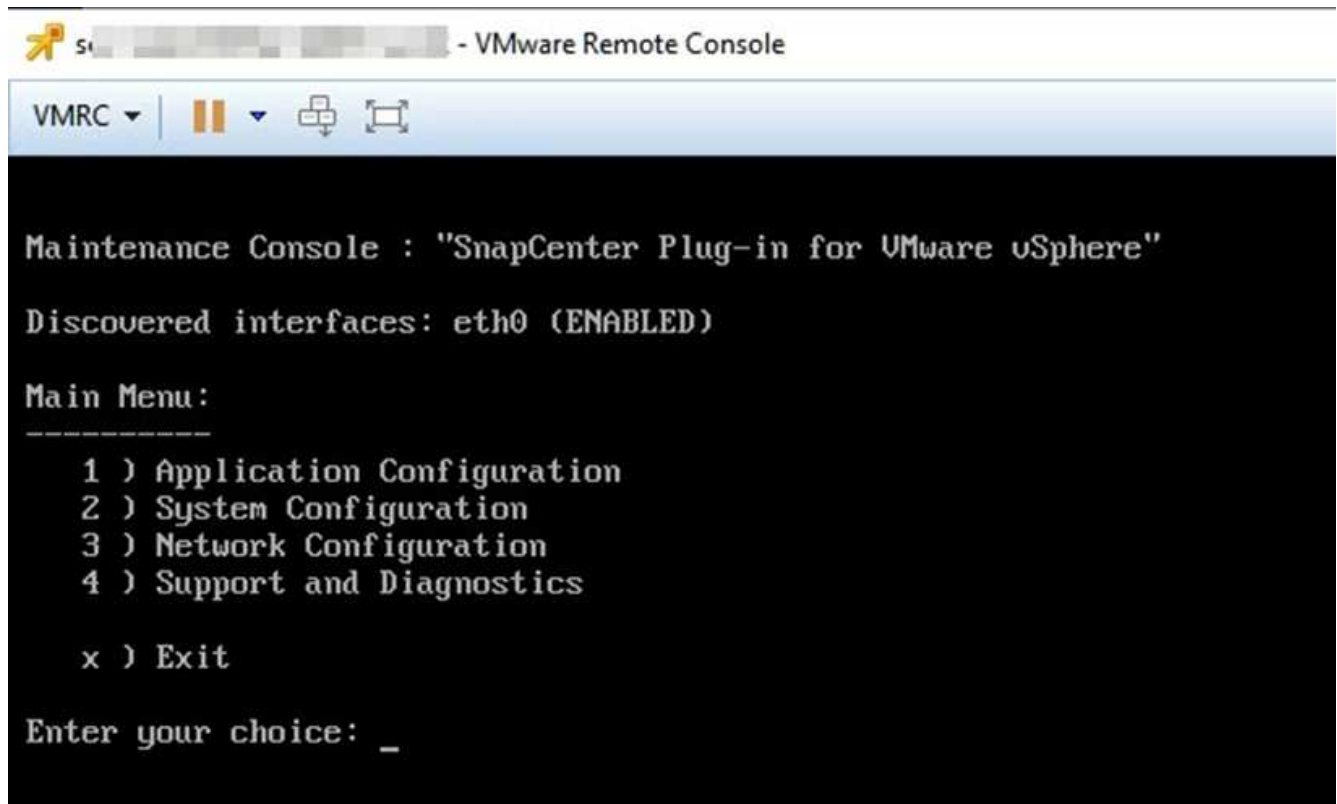 - VMware Remote Console
VMRC
Maintenance Console : "SnapCenter Plug-in for VMware vSphere"
Discovered interfaces: eth0 (ENABLED)
Main Menu:
----------
1 ) Application Configuration
2 ) System Configuration
3 ) Network Configuration
4 ) Support and Diagnostics
x ) Exit
Enter your choice: _